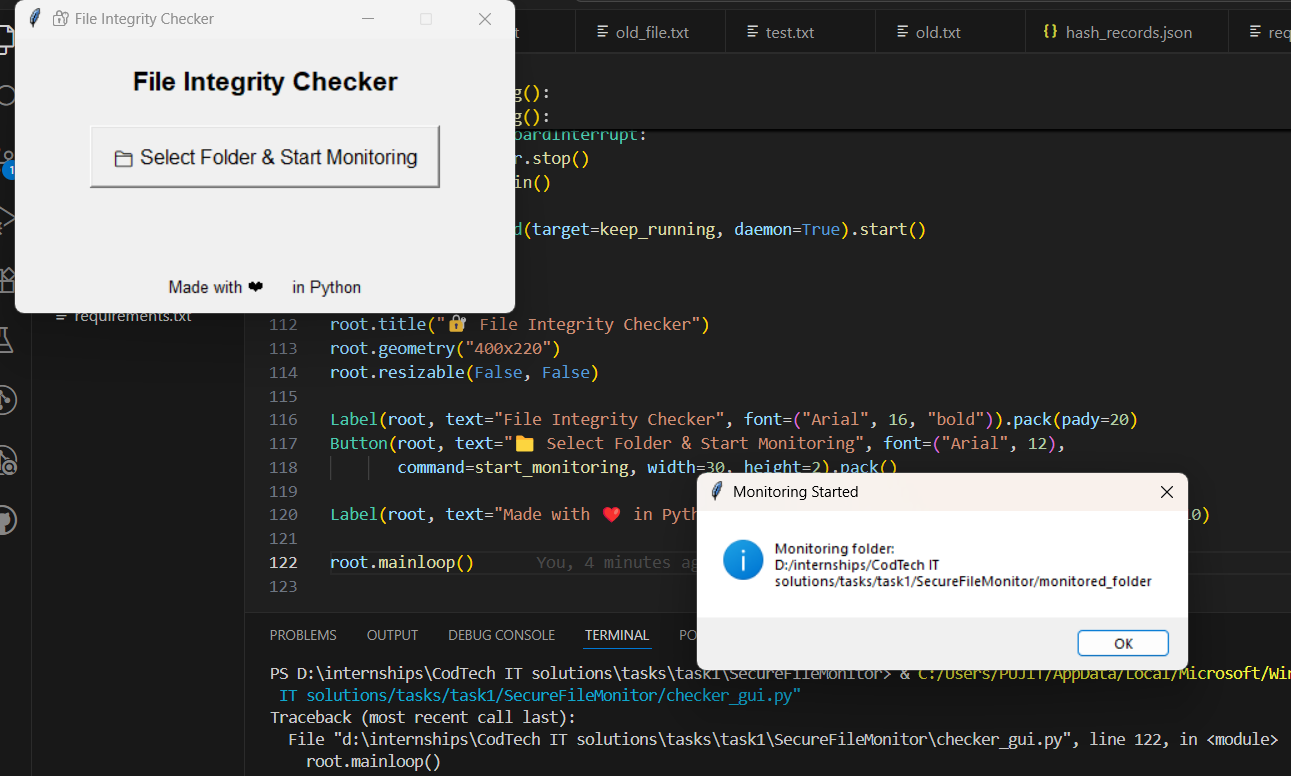 File Integrity Checker
File Integrity Checker
Select Folder & Start Monitoring
Made with ❤ in Python
old_file.txt
test.txt
old.txt
{} hash_records.json
g():
g():
oardInterrupt:
r.stop()
in()
d(target=keep_running, daemon=True).start()
requirements.txt
1
112 root.title("🔐 File Integrity Checker")
113 root.geometry("400x220")
114 root.resizable(False, False)
115
116 Label(root, text="File Integrity Checker", font=("Arial", 16, "bold")).pack(pady=20)
117 Button(root, text="📁 Select Folder & Start Monitoring", font=("Arial", 12),
118 command=start_monitoring, width=30, height=2).pack()
119
120 Label(root, text="Made with ❤️ in Pyth
121
122 root.mainloop() You, 4 minutes ag
123
Monitoring Started
Monitoring folder:
D:/internships/CodTech IT
solutions/tasks/task1/SecureFileMonitor/monitored_folder
OK
PROBLEMS OUTPUT DEBUG CONSOLE TERMINAL PO
PS D:\internships\CodTech IT solutions\tasks\task1\SecureFileMonitor> & C:/Users/PUJIT/AppData/Local/Microsoft/Win
IT solutions/tasks/task1/SecureFileMonitor/checker_gui.py"
Traceback (most recent call last):
File "d:\internships\CodTech IT solutions\tasks\task1\SecureFileMonitor\checker_gui.py", line 122, in <module>
root.mainloop()